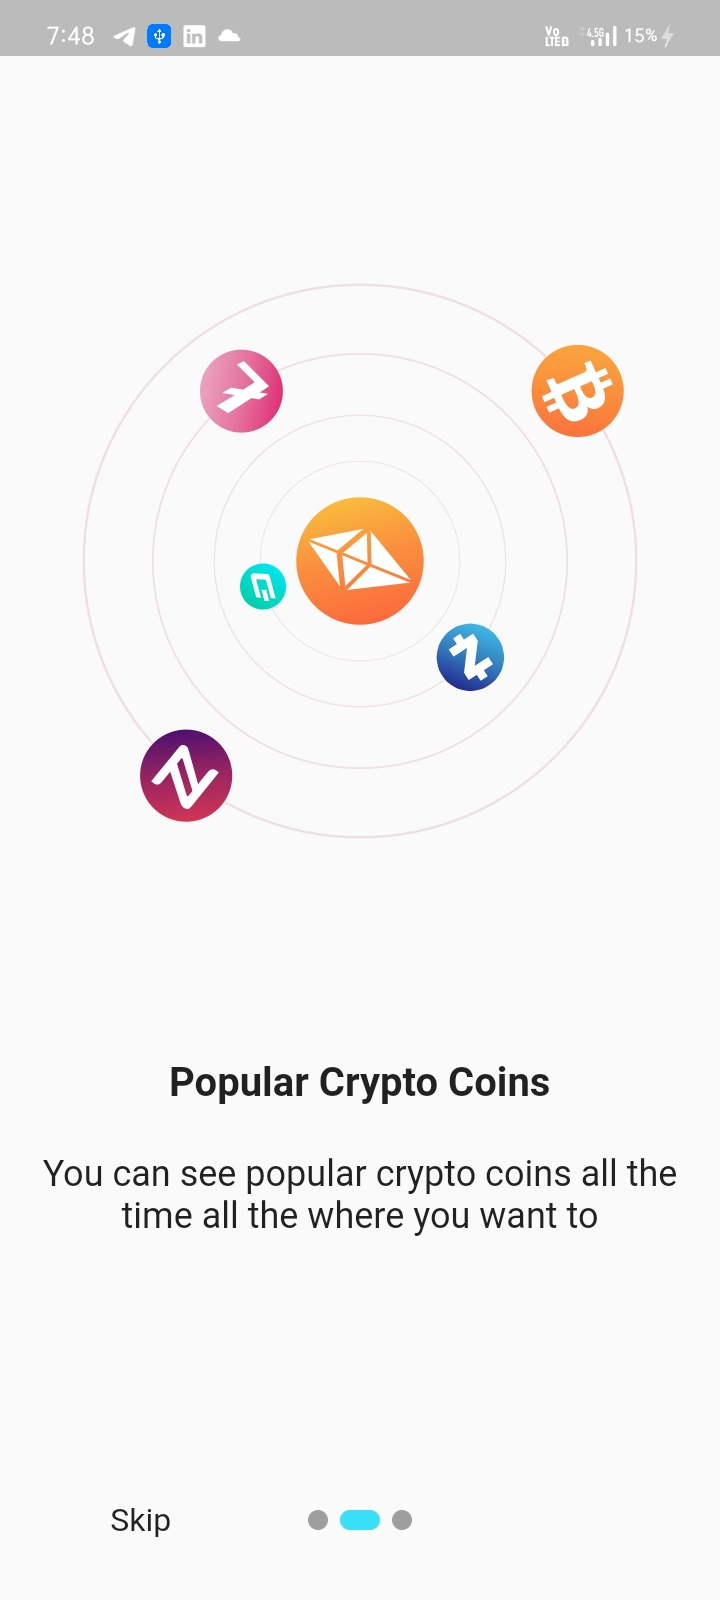 7:48
Vo LTE 4.5G 15%
Popular Crypto Coins
You can see popular crypto coins all the
time all the where you want to
Skip